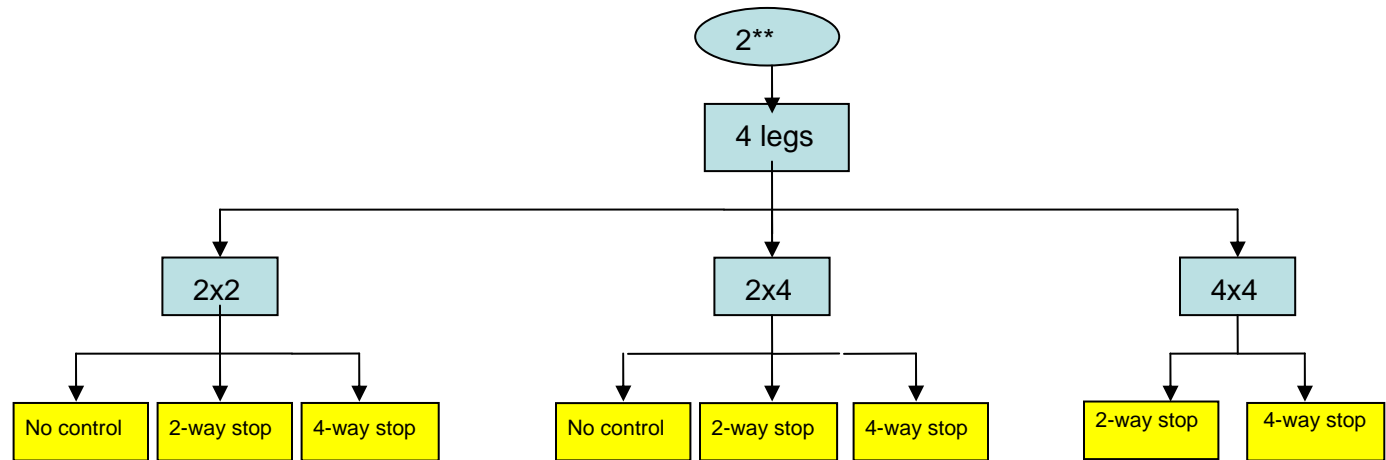 2**
4 legs
2x2
2x4
4x4
No control
2-way stop
4-way stop
No control
2-way stop
4-way stop
2-way stop
4-way stop